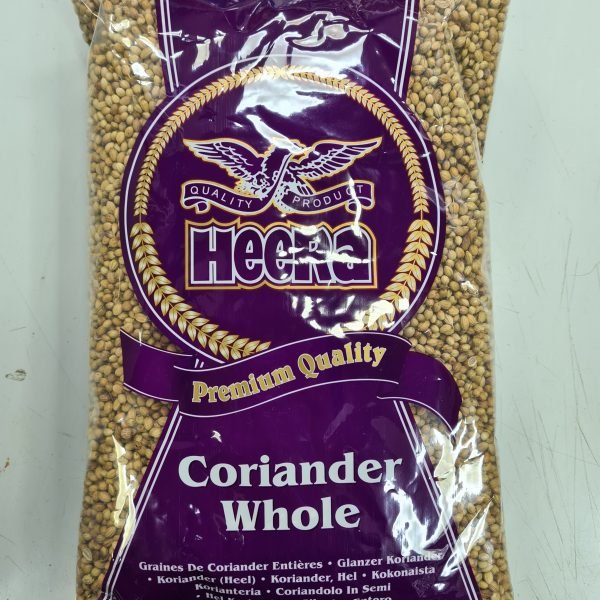 QUALITY PRODUCT
HEERA
Premium Quality
Coriander
Whole
Graines De Coriander Entières • Glanzer Koriander
• Koriander (Heel) • Koriander, Hel • Kokonaista
Korianteria • Coriandolo In Semi